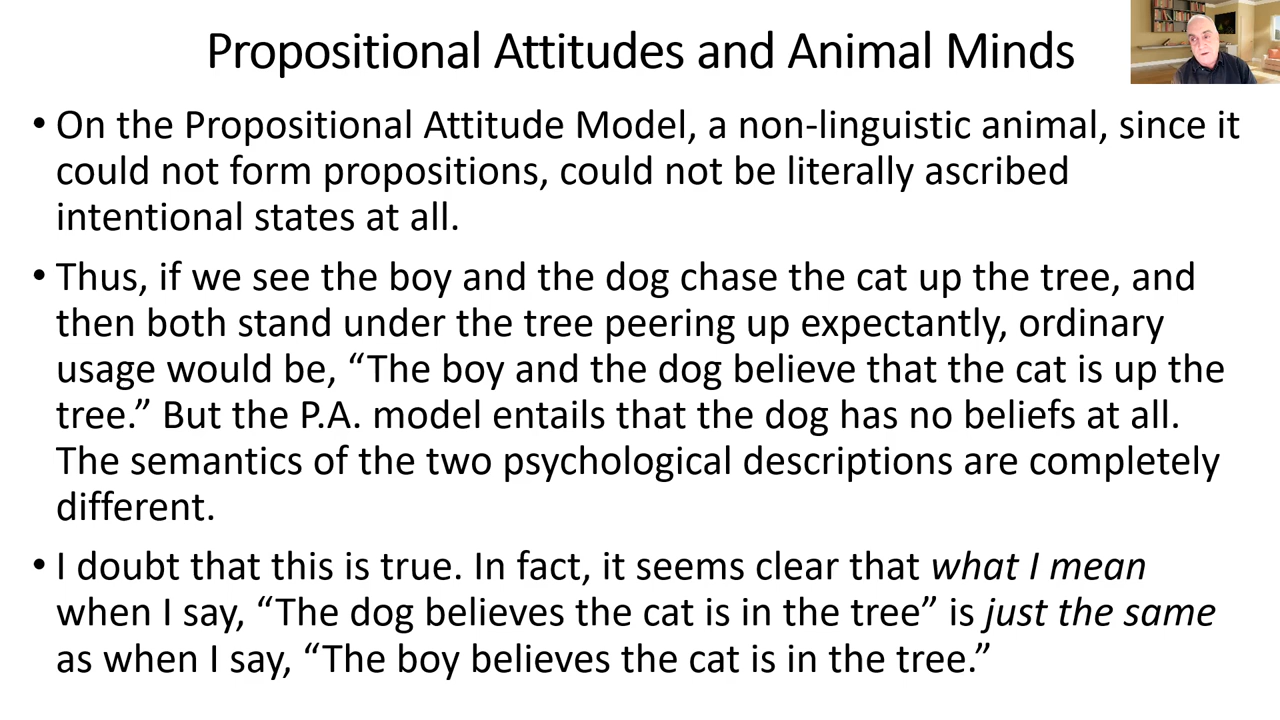 Propositional Attitudes and Animal Minds
• On the Propositional Attitude Model, a non-linguistic animal, since it
could not form propositions, could not be literally ascribed
intentional states at all.
• Thus, if we see the boy and the dog chase the cat up the tree, and
then both stand under the tree peering up expectantly, ordinary
usage would be, “The boy and the dog believe that the cat is up the
tree.” But the P.A. model entails that the dog has no beliefs at all.
The semantics of the two psychological descriptions are completely
different.
• I doubt that this is true. In fact, it seems clear that what I mean
when I say, “The dog believes the cat is in the tree” is just the same
as when I say, “The boy believes the cat is in the tree.”